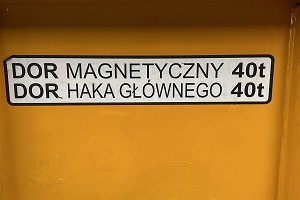 DOR MAGNETYCZNY 40t
DOR HAKA GŁÓWNEGO 40t